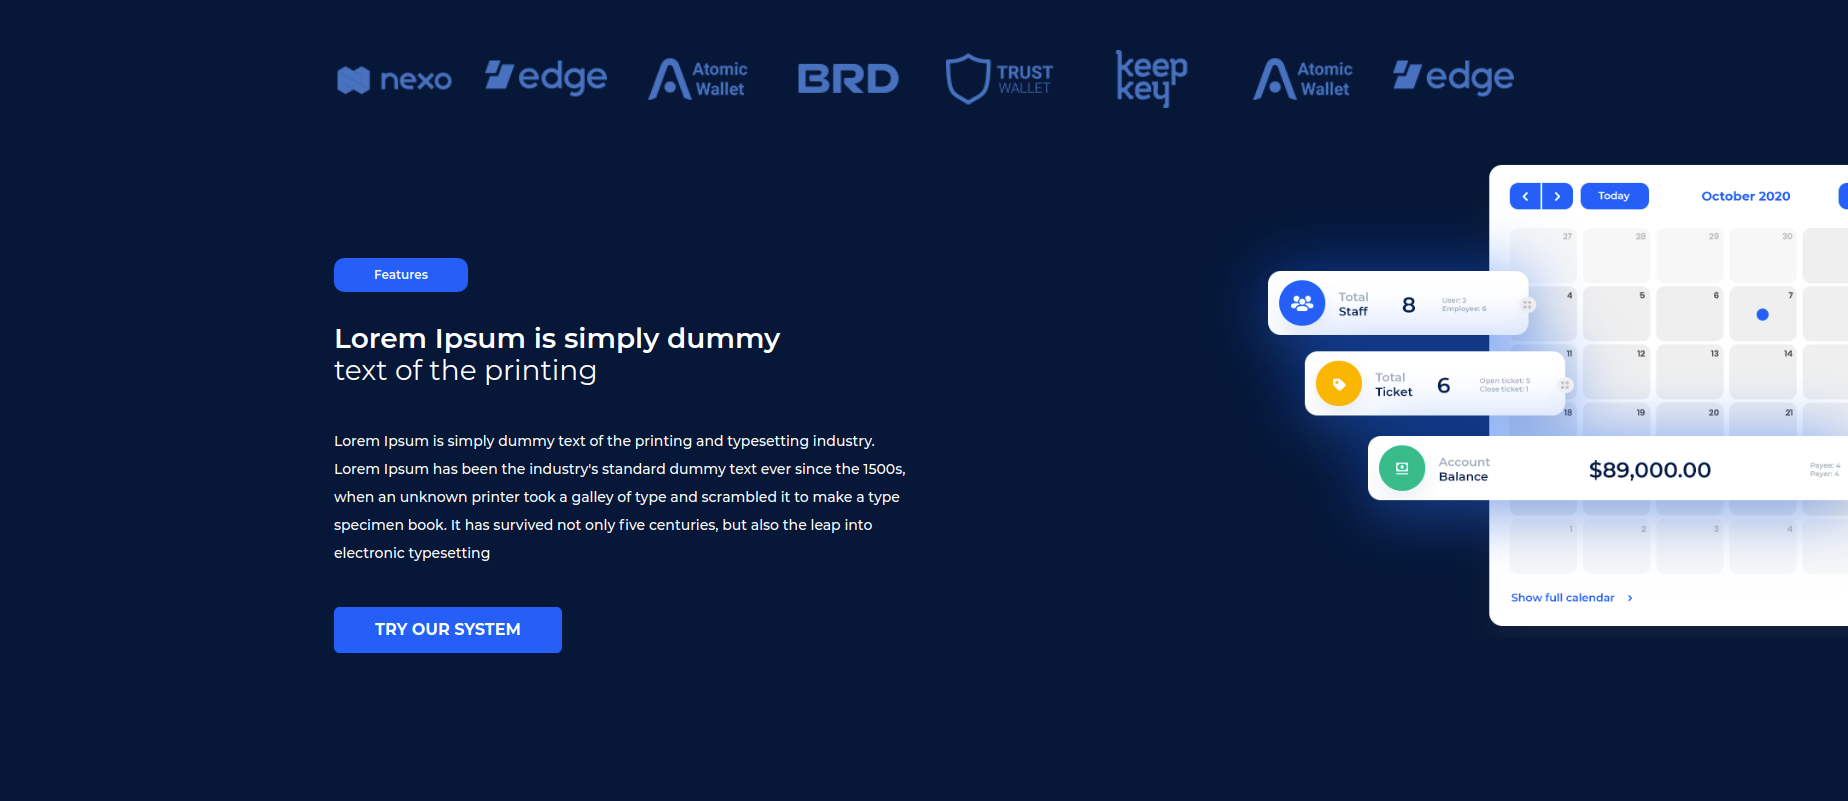 nexo
edge
Atomic
Wallet
BRD
TRUST
WALLET
keep
key
Atomic
Wallet
edge
Features
Lorem Ipsum is simply dummy
text of the printing
Lorem Ipsum is simply dummy text of the printing and typesetting industry.
Lorem Ipsum has been the industry's standard dummy text ever since the 1500s,
when an unknown printer took a galley of type and scrambled it to make a type
specimen book. It has survived not only five centuries, but also the leap into
electronic typesetting
TRY OUR SYSTEM
Today
October 2020
27 28 29 30
4 5 6 7
11 12 13 14
18 19 20 21
1 2 3 4
Show full calendar
Total
Staff
8
User: 2
Employee: 6
Total
Ticket
6
Open ticket: 5
Close ticket: 1
Account
Balance
$89,000.00
Payee: 4
Payer: 4